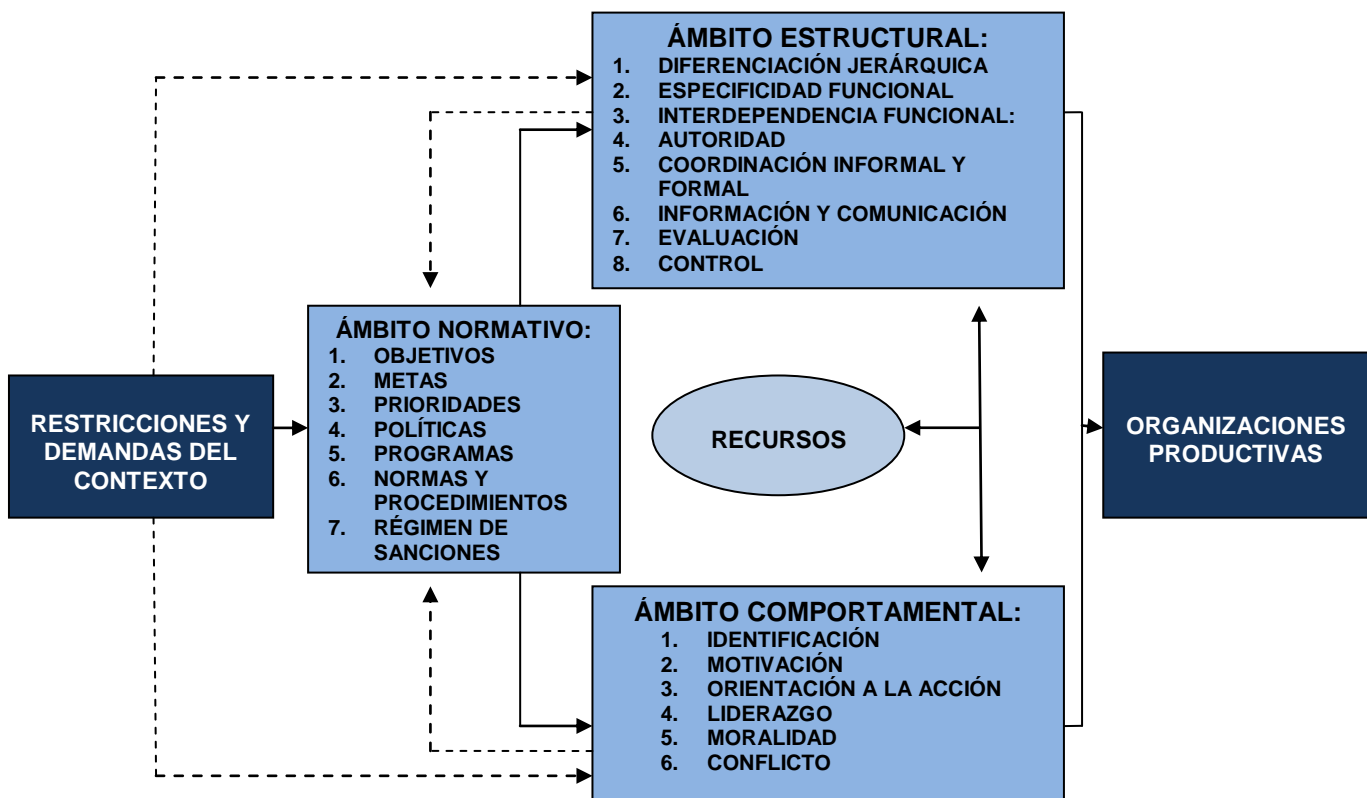 ÁMBITO ESTRUCTURAL:
1. DIFERENCIACIÓN JERÁRQUICA
2. ESPECIFICIDAD FUNCIONAL
3. INTERDEPENDENCIA FUNCIONAL:
4. AUTORIDAD
5. COORDINACIÓN INFORMAL Y
FORMAL
6. INFORMACIÓN Y COMUNICACIÓN
7. EVALUACIÓN
8. CONTROL
RESTRICCIONES Y
DEMANDAS DEL
CONTEXTO
ÁMBITO NORMATIVO:
1. OBJETIVOS
2. METAS
3. PRIORIDADES
4. POLÍTICAS
5. PROGRAMAS
6. NORMAS Y
PROCEDIMIENTOS
7. RÉGIMEN DE
SANCIONES
RECURSOS
ORGANIZACIONES
PRODUCTIVAS
ÁMBITO COMPORTAMENTAL:
1. IDENTIFICACIÓN
2. MOTIVACIÓN
3. ORIENTACIÓN A LA ACCIÓN
4. LIDERAZGO
5. MORALIDAD
6. CONFLICTO